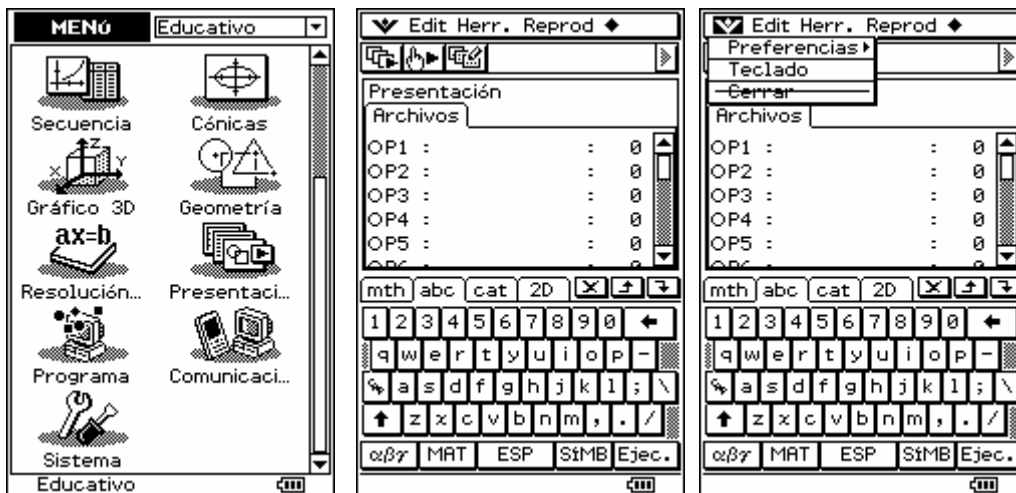 MENÚ Educativo
Secuencia Cónicas
Gráfico 3D Geometría
ax=b
Resolución... Presentaci...
Programa Comunicaci...
Sistema
Educativo
Edit Herr. Reprod
Presentación
Archivos
OP1 : : 0
OP2 : : 0
OP3 : : 0
OP4 : : 0
OP5 : : 0
mth abc cat 2D
1 2 3 4 5 6 7 8 9 0
q w e r t y u i o p -
a s d f g h j k l ; \
z x c v b n m , . /
αβγ MAT ESP SÍMB Ejec.
Edit Herr. Reprod
Preferencias
Teclado
Cerrar
Archivos
OP1 : : 0
OP2 : : 0
OP3 : : 0
OP4 : : 0
OP5 : : 0
mth abc cat 2D
1 2 3 4 5 6 7 8 9 0
q w e r t y u i o p -
a s d f g h j k l ; \
z x c v b n m , . /
αβγ MAT ESP SÍMB Ejec.